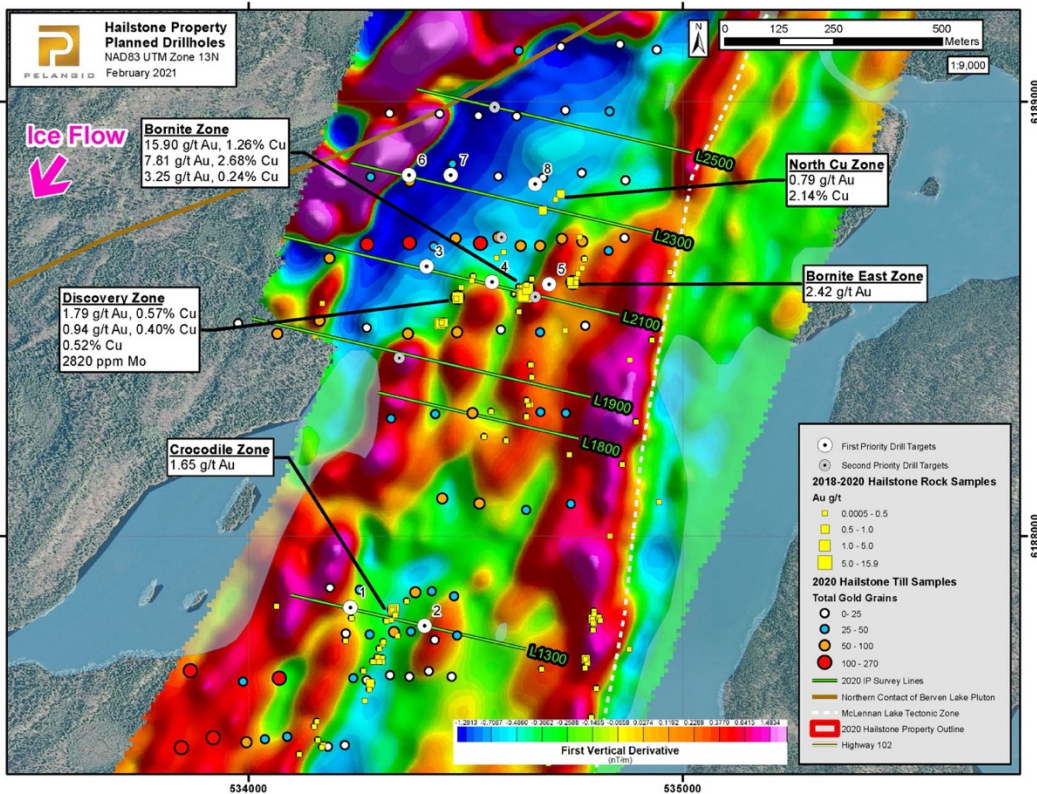 PELANGIO
Hailstone Property
Planned Drillholes
NAD83 UTM Zone 13N
February 2021
N
0 125 250 500
Meters
1:9,000
Ice Flow
Bornite Zone
15.90 g/t Au, 1.26% Cu
7.81 g/t Au, 2.68% Cu
3.25 g/t Au, 0.24% Cu
North Cu Zone
0.79 g/t Au
2.14% Cu
Bornite East Zone
2.42 g/t Au
Discovery Zone
1.79 g/t Au, 0.57% Cu
0.94 g/t Au, 0.40% Cu
0.52% Cu
2820 ppm Mo
Crocodile Zone
1.65 g/t Au
L2500
L2300
L2100
L1900
L1800
L1300
6
7
8
3
4
5
1
2
6189000
6188000
534000
535000
First Priority Drill Targets
Second Priority Drill Targets
2018-2020 Hailstone Rock Samples
Au g/t
0.0005 - 0.5
0.5 - 1.0
1.0 - 5.0
5.0 - 15.9
2020 Hailstone Till Samples
Total Gold Grains
0- 25
25 - 50
50 - 100
100 - 270
2020 IP Survey Lines
Northern Contact of Berven Lake Pluton
McLennan Lake Tectonic Zone
2020 Hailstone Property Outline
Highway 102
First Vertical Derivative
(nT/m)